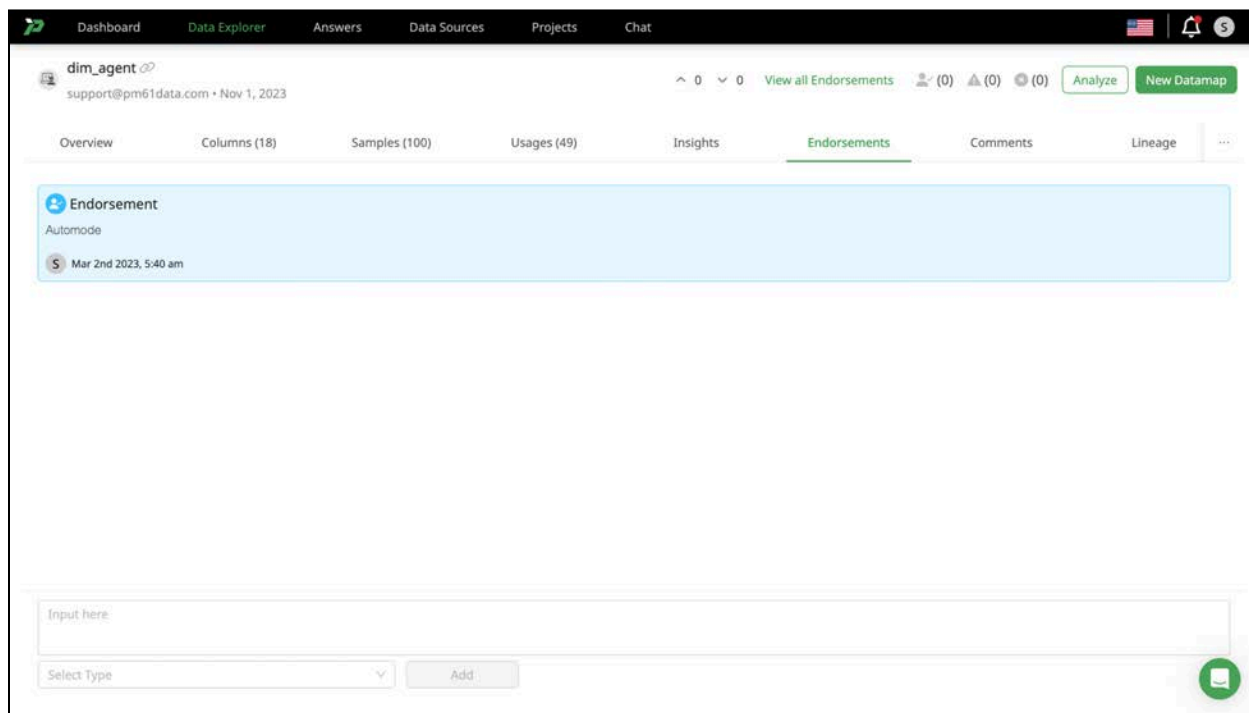 Dashboard Data Explorer Answers Data Sources Projects Chat S
dim_agent
support@pm61data.com • Nov 1, 2023
0 0 View all Endorsements (0) (0) (0) Analyze New Datamap
Overview Columns (18) Samples (100) Usages (49) Insights Endorsements Comments Lineage ...
Endorsement
Automode
S Mar 2nd 2023, 5:40 am
Input here
Select Type Add